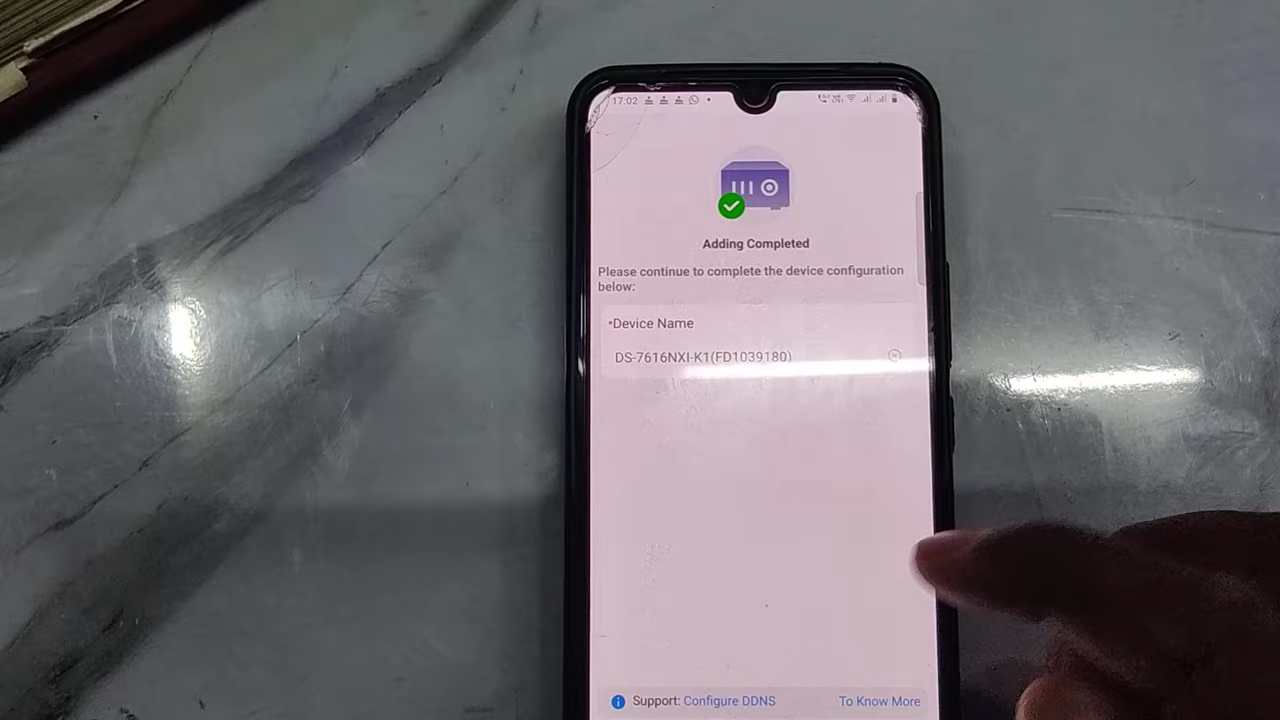 17:02
Adding Completed
Please continue to complete the device configuration
below:
*Device Name
DS-7616NXI-K1(FD1039180)
Support: Configure DDNS To Know More